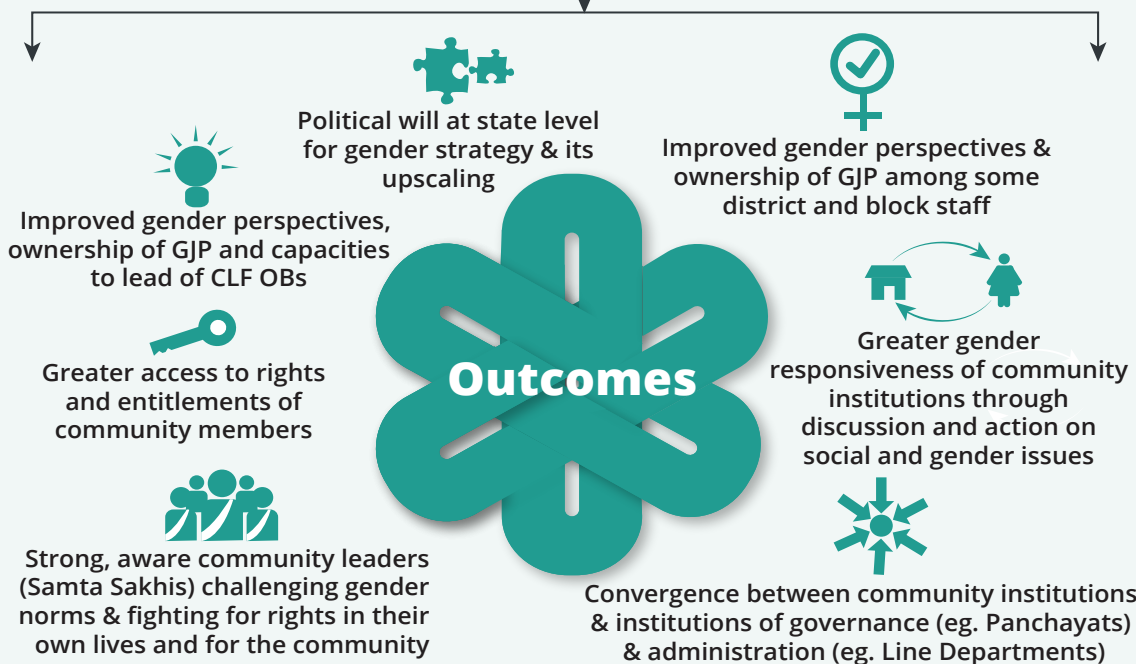 Political will at state level
for gender strategy & its
upscaling
Improved gender perspectives &
ownership of GJP among some
district and block staff
Improved gender perspectives,
ownership of GJP and capacities
to lead of CLF OBs
Greater access to rights
and entitlements of
community members
Outcomes
Greater gender
responsiveness of community
institutions through
discussion and action on
social and gender issues
Strong, aware community leaders
(Samta Sakhis) challenging gender
norms & fighting for rights in their
own lives and for the community
Convergence between community institutions
& institutions of governance (eg. Panchayats)
& administration (eg. Line Departments)